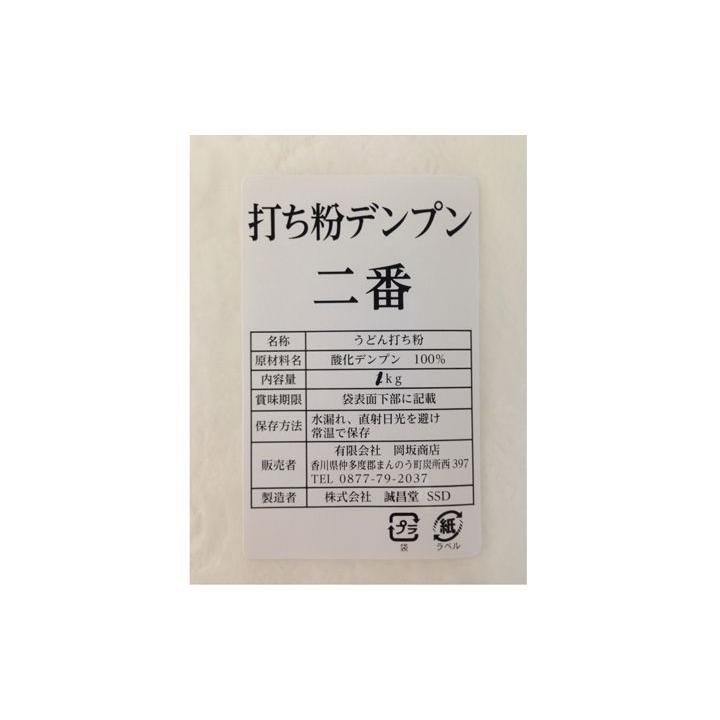 打ち粉デンプン
二番
名称 うどん打ち粉
原材料名 酸化デンプン 100%
内容量 1kg
賞味期限 袋表面下部に記載
保存方法 水漏れ、直射日光を避け
常温で保存
販売者 有限会社 岡坂商店
香川県仲多度郡まんのう町炭所西 397
TEL 0877-79-2037
製造者 株式会社 誠昌堂 SSD
プラ 紙
袋 ラベル